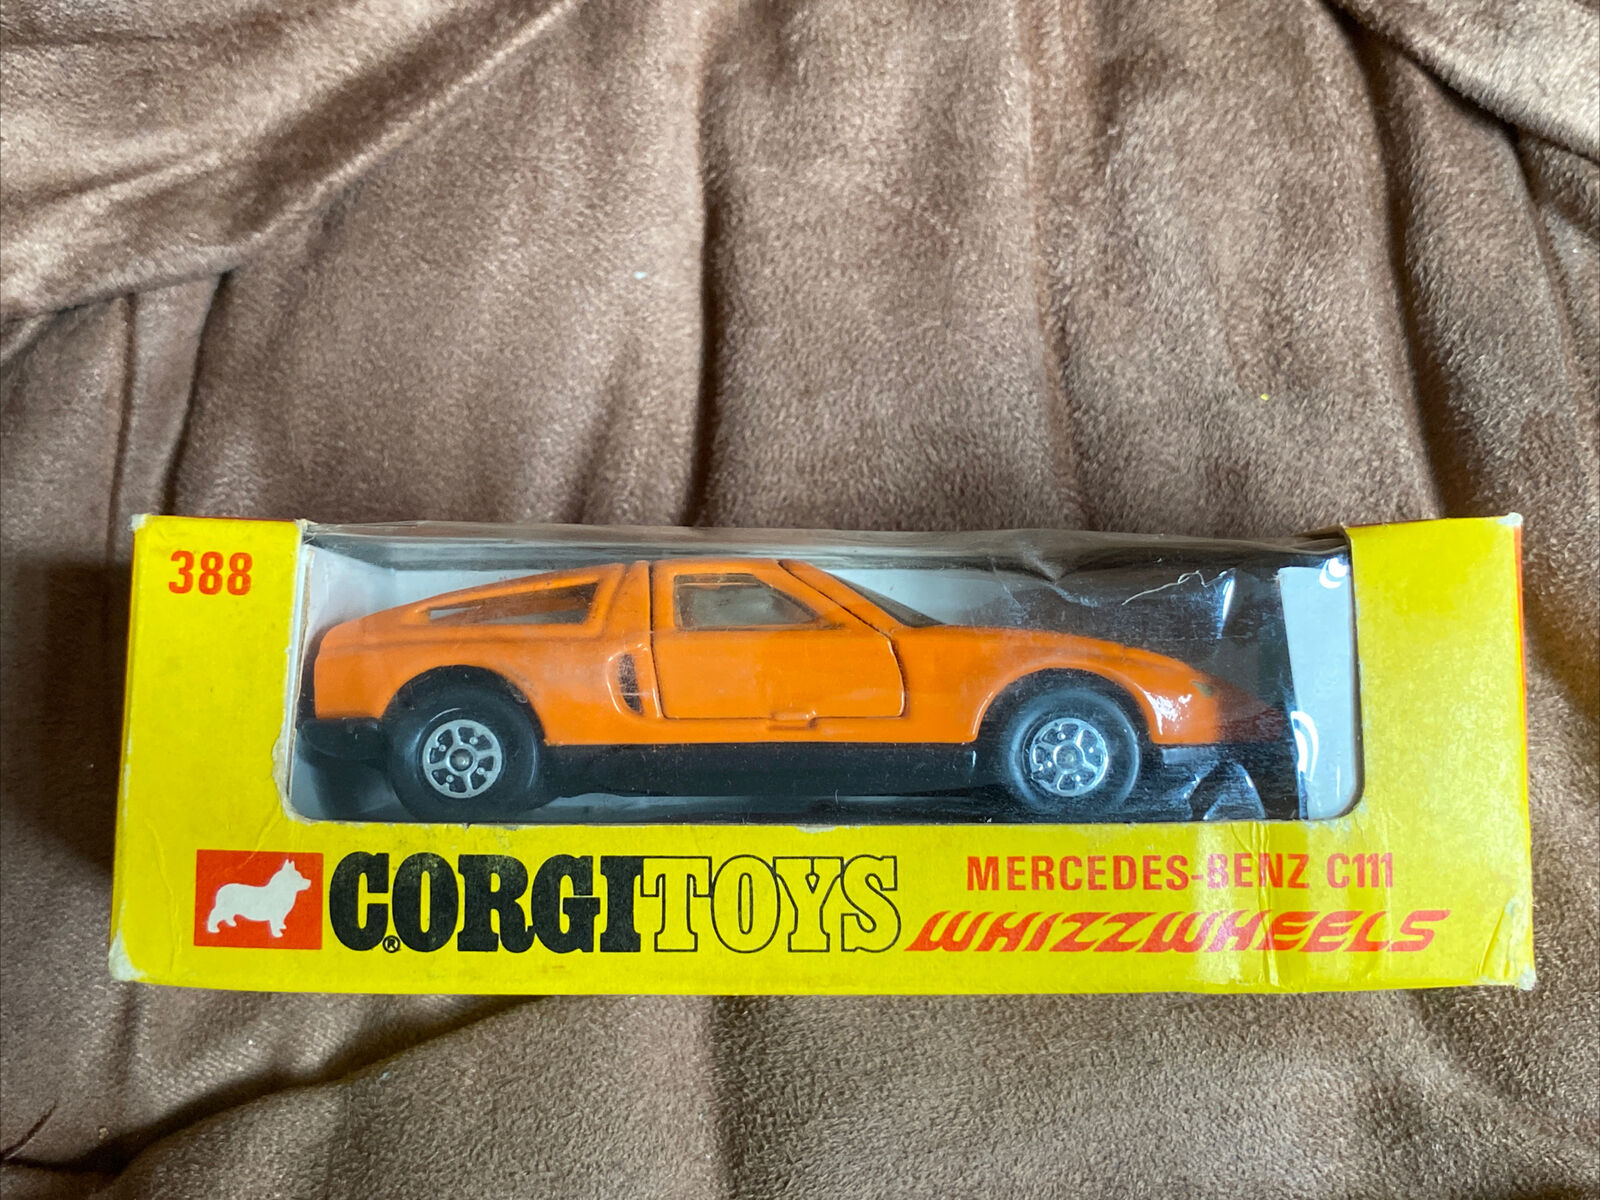 388
CORGITOYS
®
MERCEDES-BENZ C111
WHIZZWHEELS